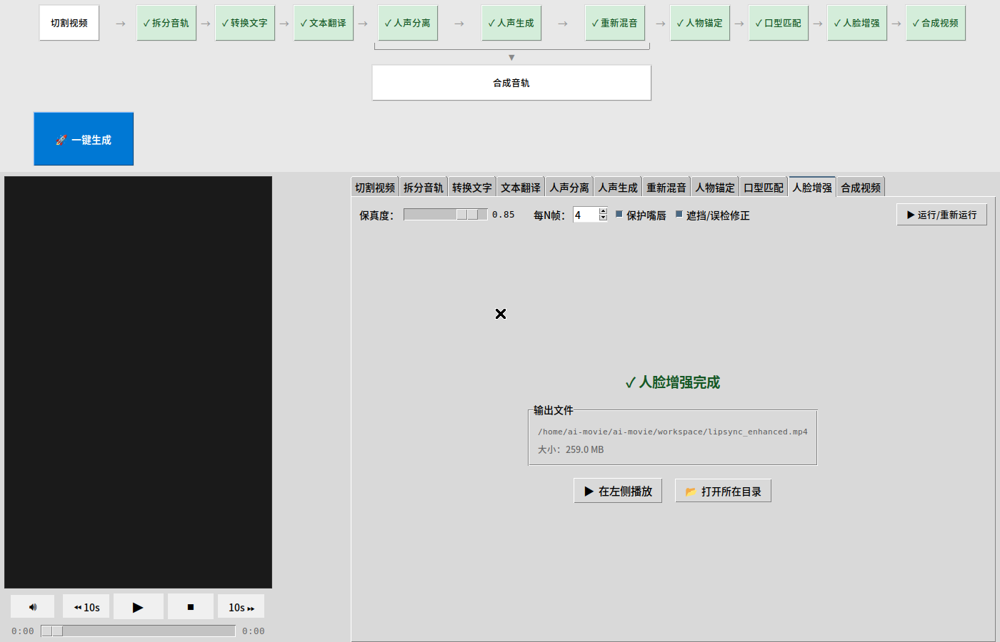 切割视频 → ✓拆分音轨 → ✓转换文字 → ✓文本翻译 → ✓人声分离 → ✓人声生成 → ✓重新混音 → ✓人物锚定 → ✓口型匹配 → ✓人脸增强 → ✓合成视频
▼
合成音轨
🚀 一键生成
切割视频 拆分音轨 转换文字 文本翻译 人声分离 人声生成 重新混音 人物锚定 口型匹配 人脸增强 合成视频
保真度： 0.85 每N帧： 4 保护嘴唇 遮挡/误检修正 ▶ 运行/重新运行
✓人脸增强完成
输出文件
/home/ai-movie/ai-movie/workspace/lipsync_enhanced.mp4
大小：259.0 MB
▶ 在左侧播放 📂 打开所在目录
🔊 ◂◂ 10s ▶ ■ 10s ▸▸
0:00 0:00